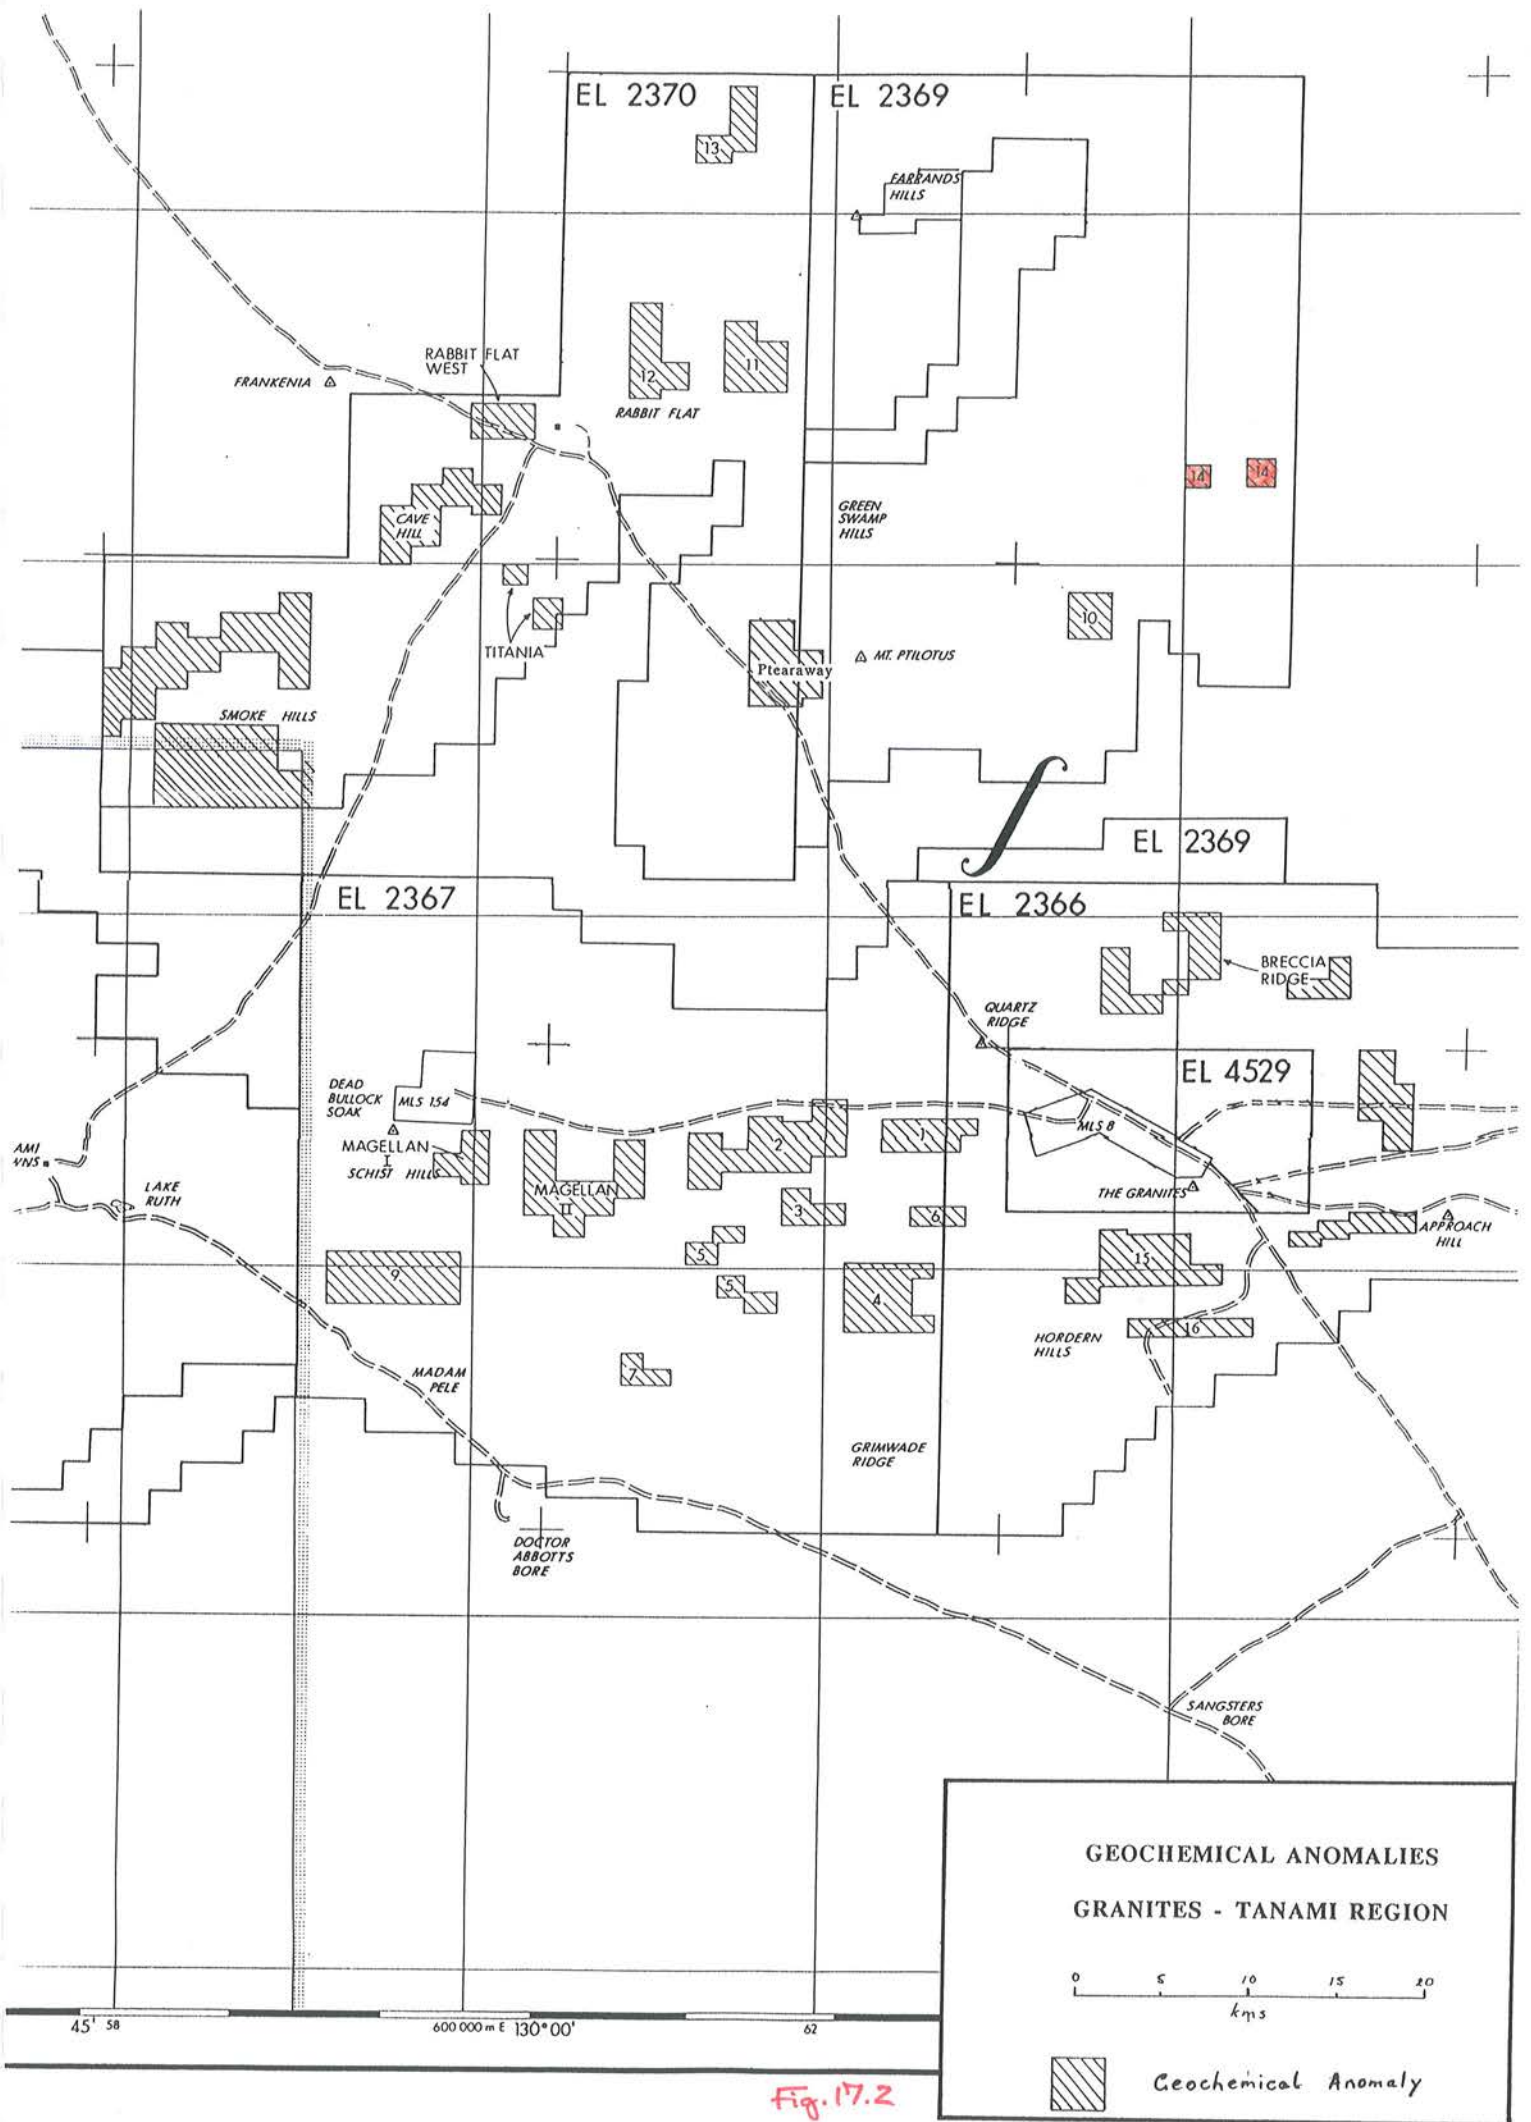 EL 2370
EL 2369
13
FARRANDS
HILLS
RABBIT FLAT
WEST
FRANKENIA
12
11
RABBIT FLAT
14
14
CAVE
HILL
GREEN
SWAMP
HILLS
10
TITANIA
MT. PTILOTUS
Ptearaway
SMOKE HILLS
EL 2369
EL 2367
EL 2366
BRECCIA
RIDGE
QUARTZ
RIDGE
EL 4529
DEAD
BULLOCK
SOAK
MLS 154
MLS 8
2
1
AMI
WNS
MAGELLAN
I
SCHIST HILLS
LAKE
RUTH
MAGELLAN
II
THE GRANITES
3
6
APPROACH
HILL
5
15
9
5
4
16
HORDERN
HILLS
MADAM
PELE
7
GRIMWADE
RIDGE
DOCTOR
ABBOTTS
BORE
SANGSTERS
BORE
GEOCHEMICAL ANOMALIES
GRANITES - TANAMI REGION
0 5 10 15 20
kms
45' 58
600 000 m E 130°00'
62
Geochemical Anomaly
Fig. 17.2